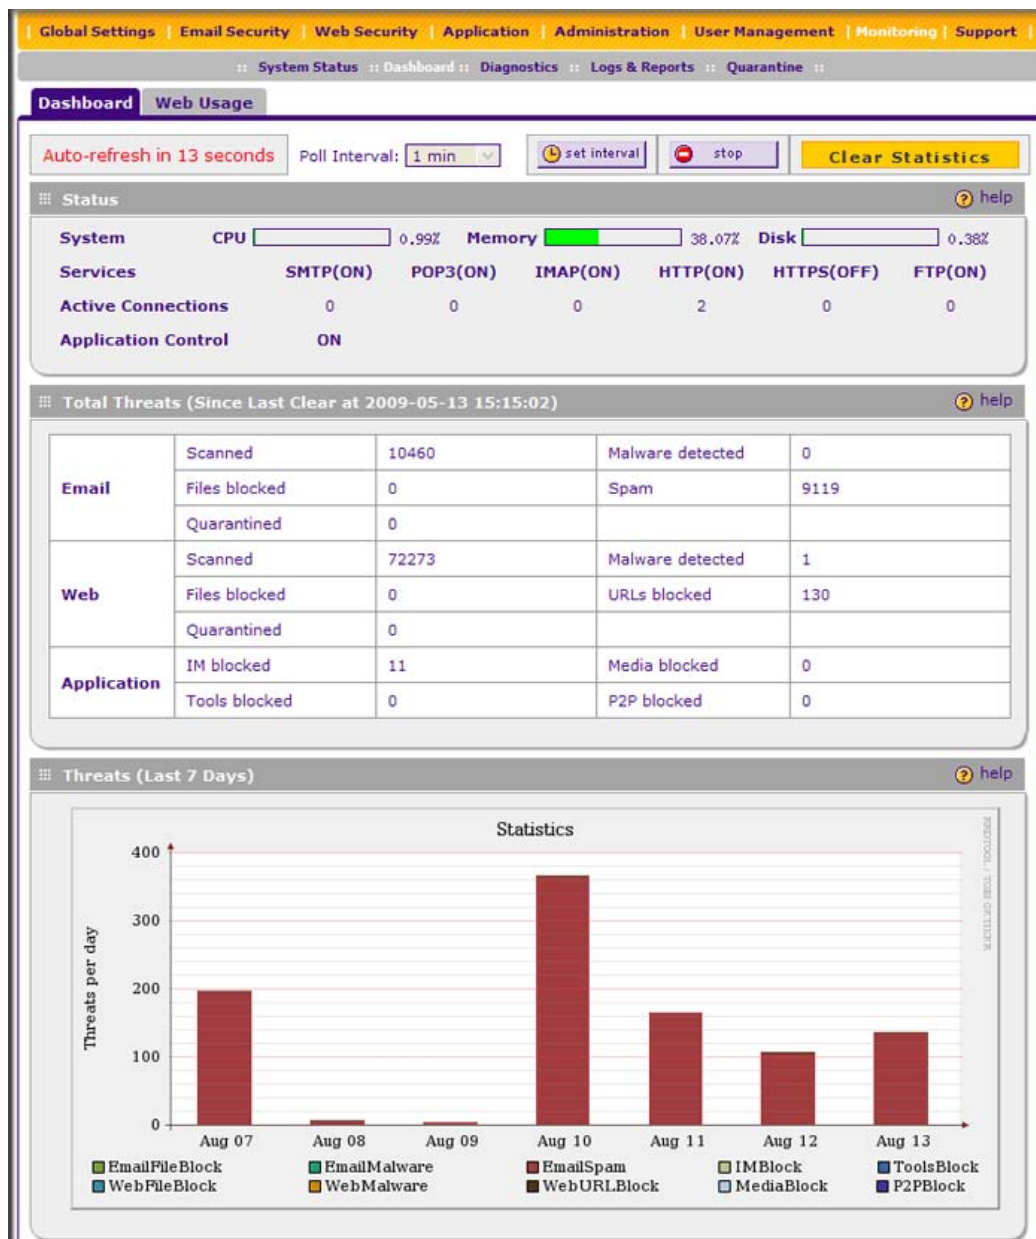 | Global Settings | Email Security | Web Security | Application | Administration | User Management | Monitoring | Support |
:: System Status :: Dashboard :: Diagnostics :: Logs & Reports :: Quarantine ::
Dashboard Web Usage
Auto-refresh in 13 seconds Poll Interval: 1 min set interval stop Clear Statistics
Status help
System CPU 0.99% Memory 38.07% Disk 0.38%
Services SMTP(ON) POP3(ON) IMAP(ON) HTTP(ON) HTTPS(OFF) FTP(ON)
Active Connections 0 0 0 2 0 0
Application Control ON
Total Threats (Since Last Clear at 2009-05-13 15:15:02) help
Email Scanned 10460 Malware detected 0
Files blocked 0 Spam 9119
Quarantined 0
Web Scanned 72273 Malware detected 1
Files blocked 0 URLs blocked 130
Quarantined 0
Application IM blocked 11 Media blocked 0
Tools blocked 0 P2P blocked 0
Threats (Last 7 Days) help
Statistics
Threats per day
400
300
200
100
0
Aug 07 Aug 08 Aug 09 Aug 10 Aug 11 Aug 12 Aug 13
EmailFileBlock EmailMalware EmailSpam IMBlock ToolsBlock
WebFileBlock WebMalware WebURLBlock MediaBlock P2PBlock
RRDTOOL / TOBI OETIKER